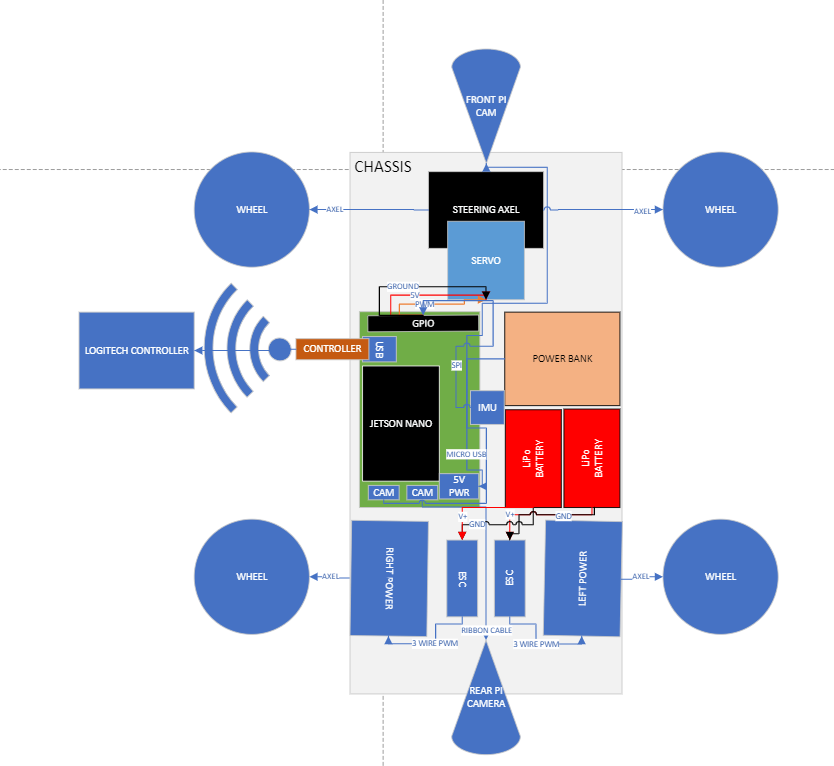 FRONT PI
CAM
CHASSIS
WHEEL
AXEL
STEERING AXEL
AXEL
WHEEL
SERVO
GROUND
5V
PWM
GPIO
LOGITECH CONTROLLER
CONTROLLER
USB
POWER BANK
SPI
JETSON NANO
IMU
LiPo
BATTERY
LiPo
BATTERY
MICRO USB
5V
PWR
CAM
CAM
V+
GND
V+
GND
WHEEL
AXEL
RIGHT POWER
ESC
ESC
LEFT POWER
AXEL
WHEEL
RIBBON CABLE
3 WIRE PWM
3 WIRE PWM
REAR PI
CAMERA